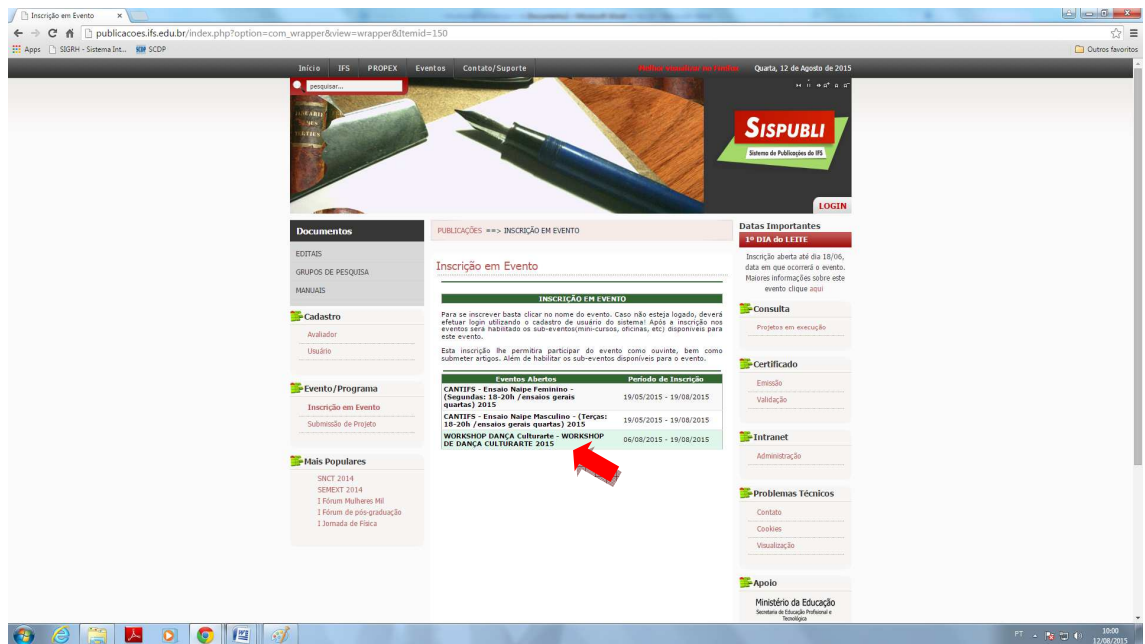 Inscrição em Evento
publicacoes.ifs.edu.br/index.php?option=com_wrapper&view=wrapper&Itemid=150
Apps SIGRH - Sistema Int... SCDP Outros favoritos
Início IFS PROPEX Eventos Contato/Suporte Quarta, 12 de Agosto de 2015
pesquisar...
SISPUBLI
Sistema de Publicações do IFS
LOGIN
Documentos
EDITAIS
GRUPOS DE PESQUISA
MANUAIS
Cadastro
Avaliador
Usuário
Evento/Programa
Inscrição em Evento
Submissão de Projeto
Mais Populares
SNCT 2014
SEMEXT 2014
I Fórum Mulheres Mil
I Fórum de pós-graduação
I Jornada de Física
PUBLICAÇÕES ==> INSCRIÇÃO EM EVENTO
Inscrição em Evento
INSCRIÇÃO EM EVENTO
Para se inscrever basta clicar no nome do evento. Caso não esteja logado, deverá
efetuar login utilizando o cadastro de usuário do sistema! Após a inscrição nos
eventos será habilitado os sub-eventos(mini-cursos, oficinas, etc) disponíveis para
este evento.
Esta inscrição lhe permitira participar do evento como ouvinte, bem como
submeter artigos. Além de habilitar os sub-eventos disponíveis para o evento.
Eventos Abertos Período de Inscrição
CANTIFS - Ensaio Naipe Feminino -
(Segundas: 18-20h /ensaios gerais
quartas) 2015
19/05/2015 - 19/08/2015
CANTIFS - Ensaio Naipe Masculino - (Terças:
18-20h /ensaios gerais quartas) 2015
19/05/2015 - 19/08/2015
WORKSHOP DANÇA Culturarte - WORKSHOP
DE DANÇA CULTURARTE 2015
06/08/2015 - 19/08/2015
Datas Importantes
1º DIA do LEITE
Inscrição aberta até dia 18/06,
data em que ocorrerá o evento.
Maiores informações sobre este
evento clique aqui
Consulta
Projetos em execução
Certificado
Emissão
Validação
Intranet
Administração
Problemas Técnicos
Contato
Cookies
Visualização
Apoio
Ministério da Educação
Secretaria de Educação Profissional e
Tecnológica
PT
10:00
12/08/2015